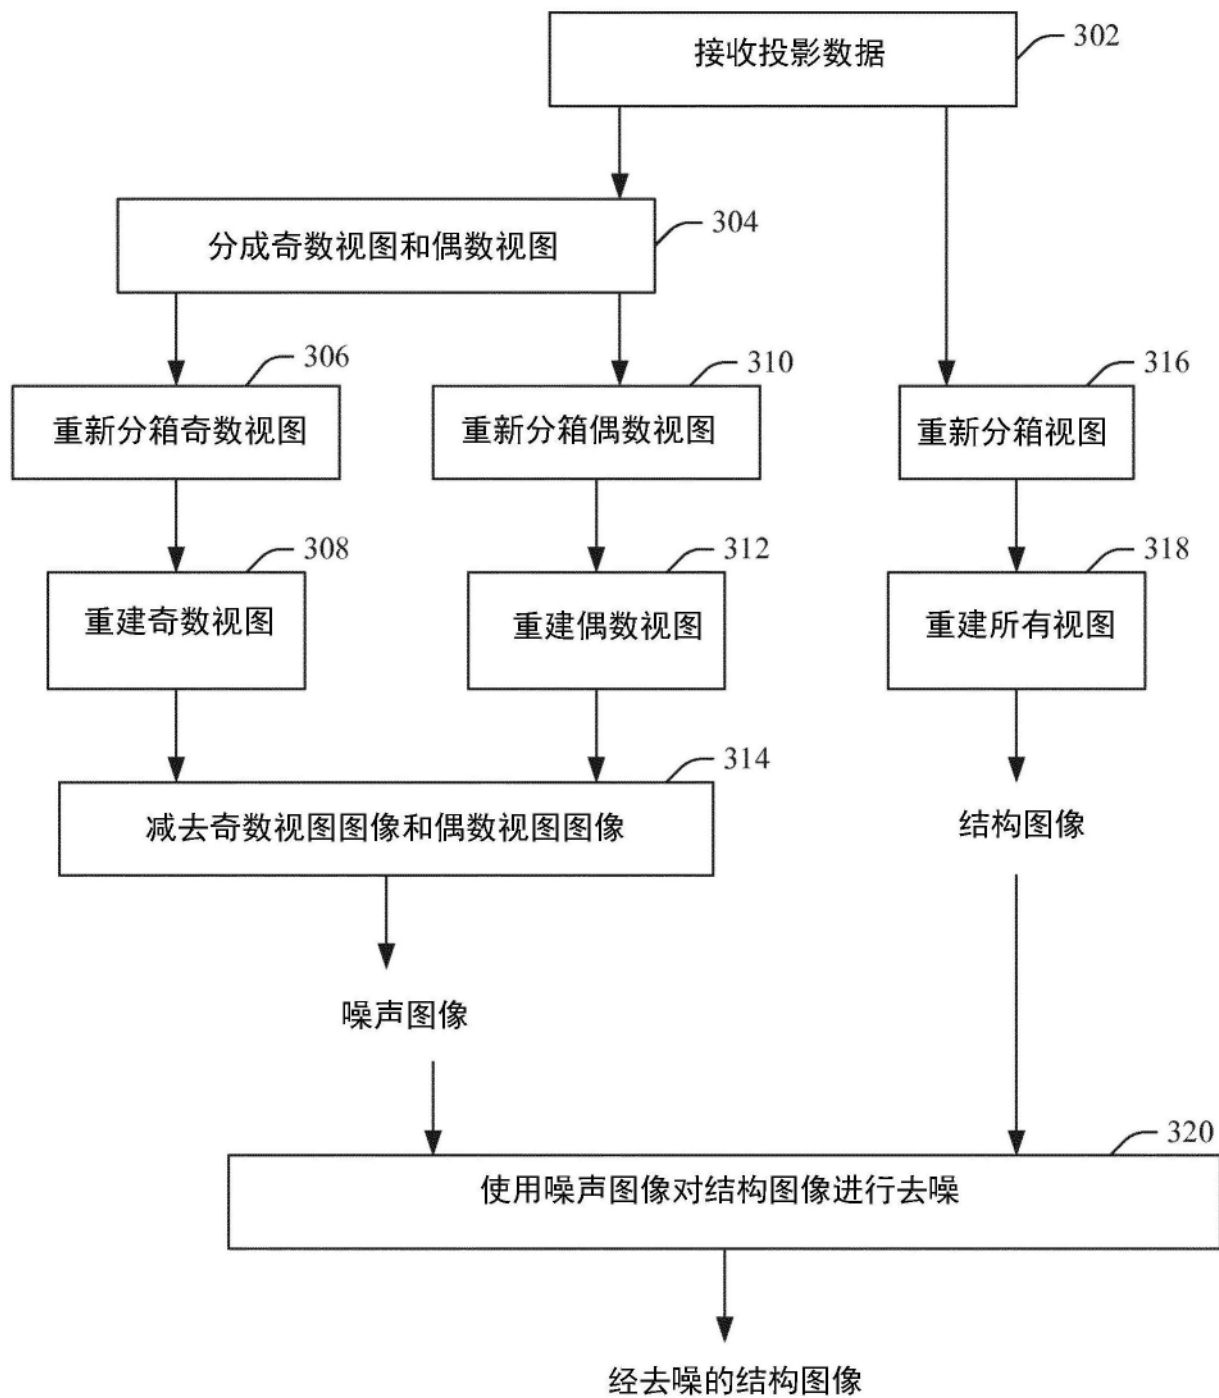 接收投影数据
302
分成奇数视图和偶数视图
304
306
310
316
重新分箱奇数视图
重新分箱偶数视图
重新分箱视图
308
312
318
重建奇数视图
重建偶数视图
重建所有视图
314
减去奇数视图图像和偶数视图图像
结构图像
噪声图像
320
使用噪声图像对结构图像进行去噪
经去噪的结构图像